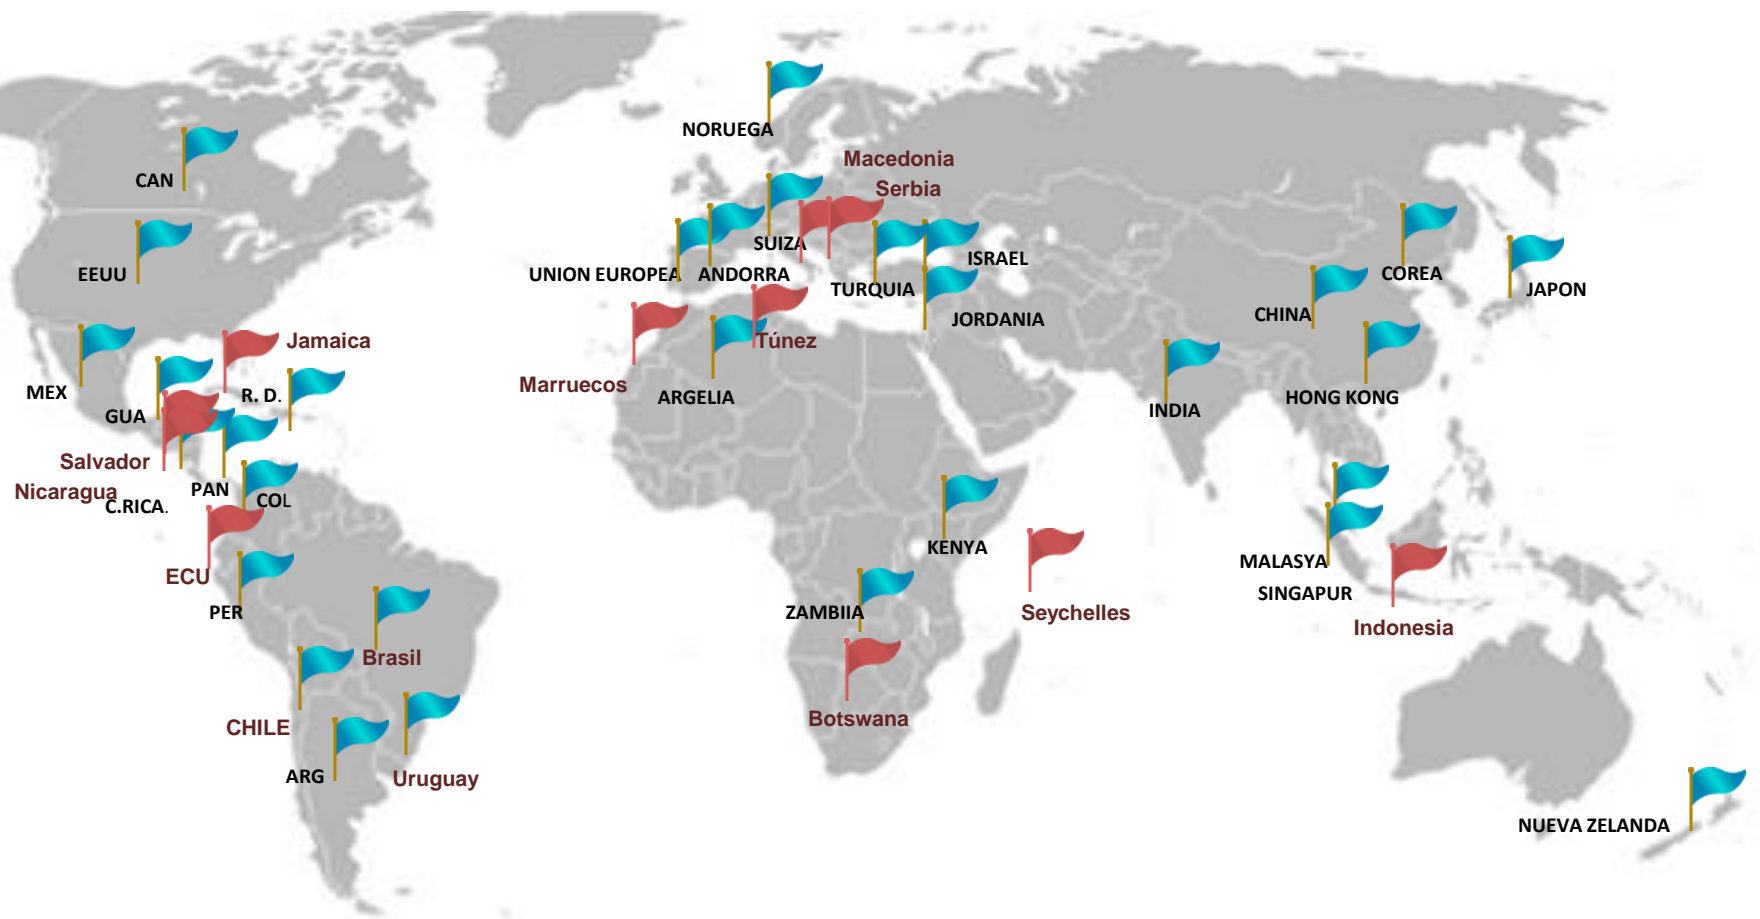 NORUEGA
Macedonia
CAN
Serbia
SUIZA
EEUU
UNION EUROPEA
ANDORRA
ISRAEL
COREA
TURQUIA
JAPON
CHINA
JORDANIA
Jamaica
Túnez
MEX
R. D.
Marruecos
ARGELIA
HONG KONG
GUA
INDIA
Salvador
PAN
Nicaragua
C.RICA.
COL
KENYA
MALASYA
ECU
SINGAPUR
PER
ZAMBIIA
Seychelles
Indonesia
Brasil
CHILE
Botswana
ARG
Uruguay
NUEVA ZELANDA